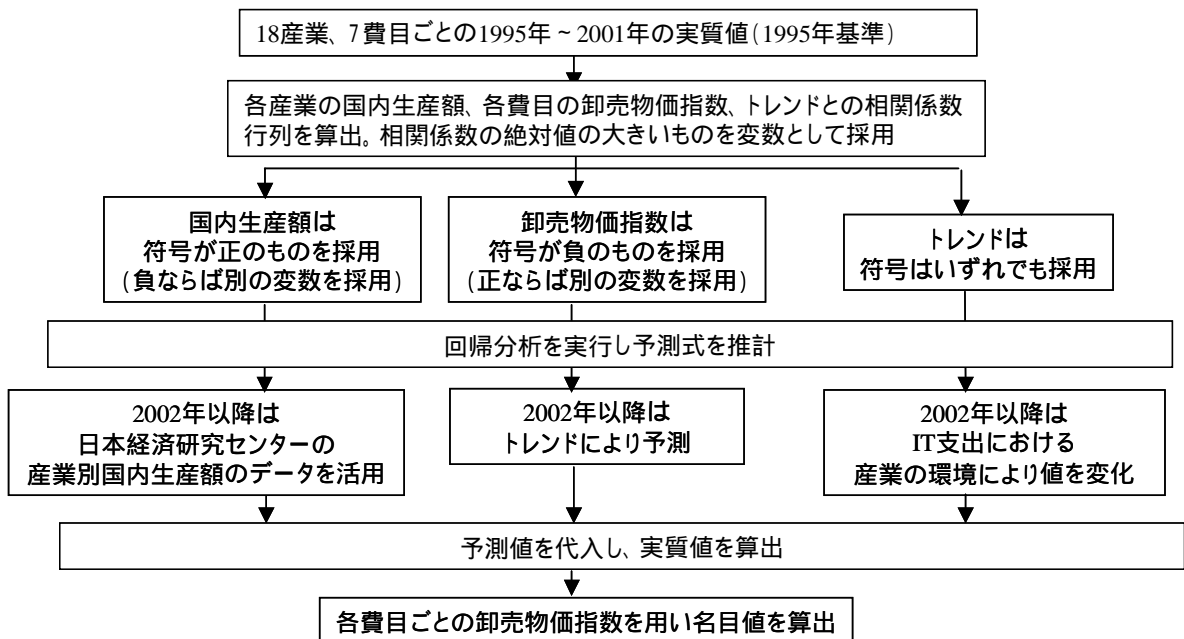 18産業、7費目ごとの1995年~2001年の実質値(1995年基準)
各産業の国内生産額、各費目の卸売物価指数、トレンドとの相関係数
行列を算出。相関係数の絶対値の大きいものを変数として採用
国内生産額は
符号が正のものを採用
(負ならば別の変数を採用)
卸売物価指数は
符号が負のものを採用
(正ならば別の変数を採用)
トレンドは
符号はいずれでも採用
回帰分析を実行し予測式を推計
2002年以降は
日本経済研究センターの
産業別国内生産額のデータを活用
2002年以降は
トレンドにより予測
2002年以降は
IT支出における
産業の環境により値を変化
予測値を代入し、実質値を算出
各費目ごとの卸売物価指数を用い名目値を算出